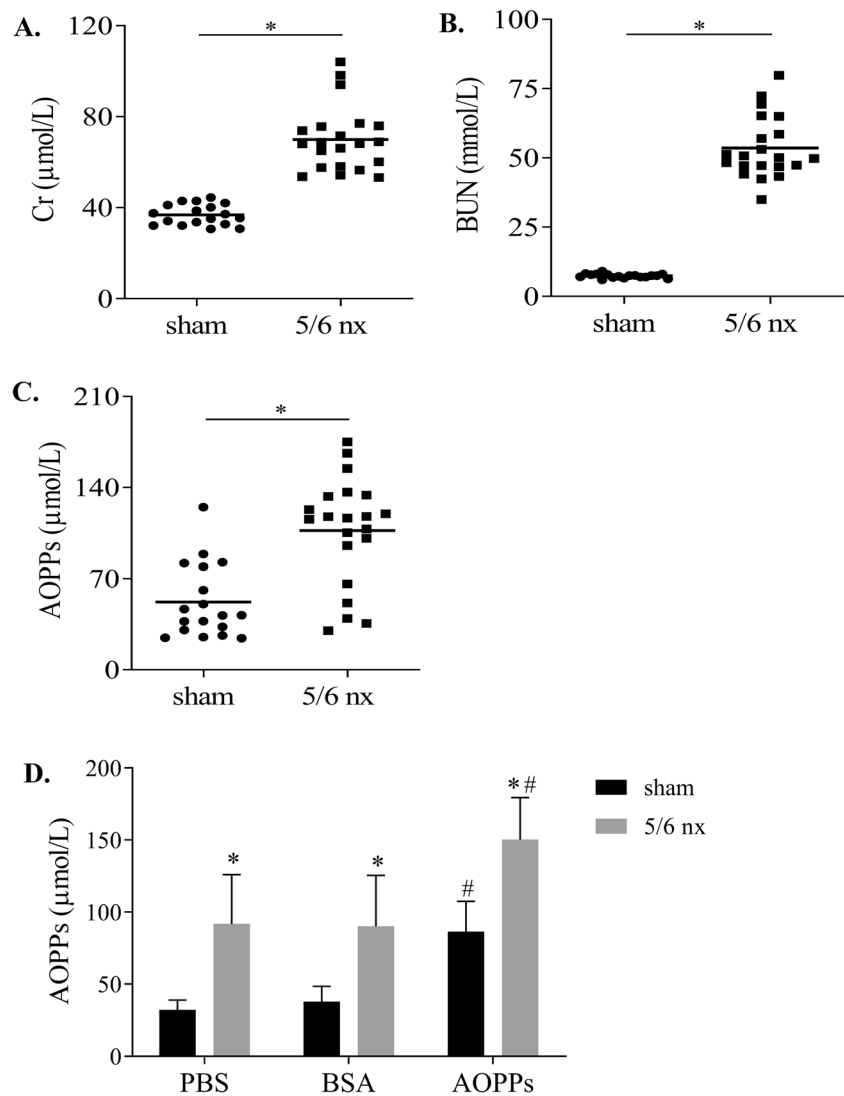 A.
*
Cr (µmol/L)
120
80
40
0
sham 5/6 nx
B.
*
BUN (mmol/L)
100
75
50
25
0
sham 5/6 nx
C.
*
AOPPs (µmol/L)
210
140
70
0
sham 5/6 nx
D.
AOPPs (µmol/L)
200
150
100
50
0
*
*
#
*#
PBS BSA AOPPs
sham
5/6 nx